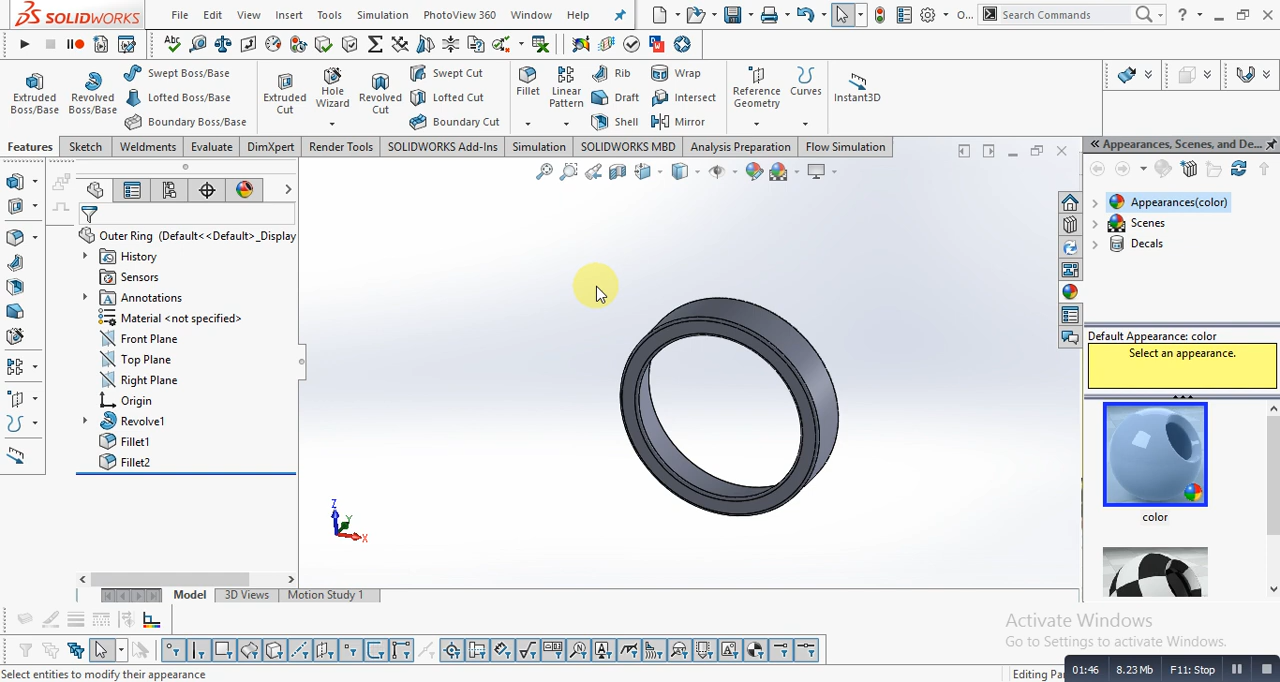 SOLIDWORKS
File Edit View Insert Tools Simulation PhotoView 360 Window Help
O... Search Commands
Extruded Boss/Base
Revolved Boss/Base
Swept Boss/Base
Lofted Boss/Base
Boundary Boss/Base
Extruded Cut
Hole Wizard
Revolved Cut
Swept Cut
Lofted Cut
Boundary Cut
Fillet
Linear Pattern
Rib
Draft
Shell
Wrap
Intersect
Mirror
Reference Geometry
Curves
Instant3D
Features Sketch Weldments Evaluate DimXpert Render Tools SOLIDWORKS Add-Ins Simulation SOLIDWORKS MBD Analysis Preparation Flow Simulation
Outer Ring (Default<<Default>_Display
History
Sensors
Annotations
Material <not specified>
Front Plane
Top Plane
Right Plane
Origin
Revolve1
Fillet1
Fillet2
Z
Y
X
Appearances, Scenes, and De...
Appearances(color)
Scenes
Decals
Default Appearance: color
Select an appearance.
color
Model 3D Views Motion Study 1
Activate Windows
Go to Settings to activate Windows.
Select entities to modify their appearance
Editing Pa
01:46 8.23 Mb F11: Stop